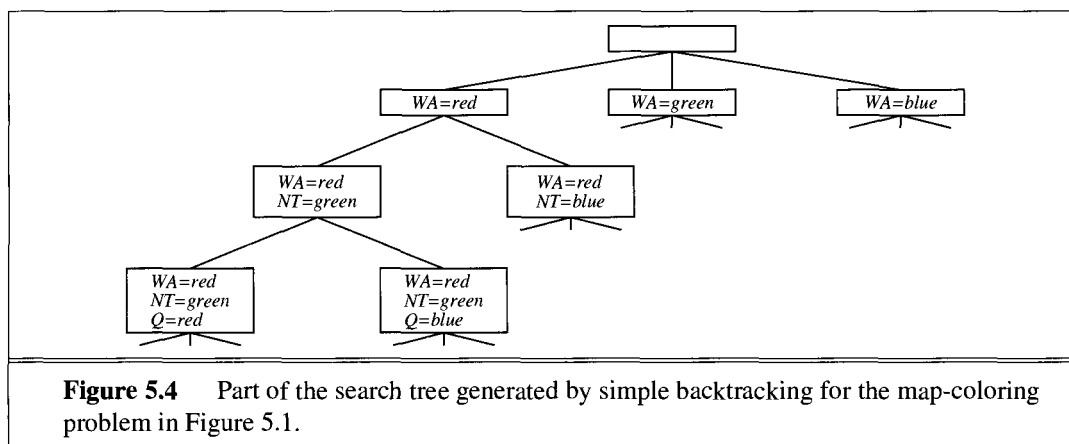 WA=red
WA=green
WA=blue
WA=red
NT=green
WA=red
NT=blue
WA=red
NT=green
Q=red
WA=red
NT=green
Q=blue
Figure 5.4 Part of the search tree generated by simple backtracking for the map-coloring
problem in Figure 5.1.